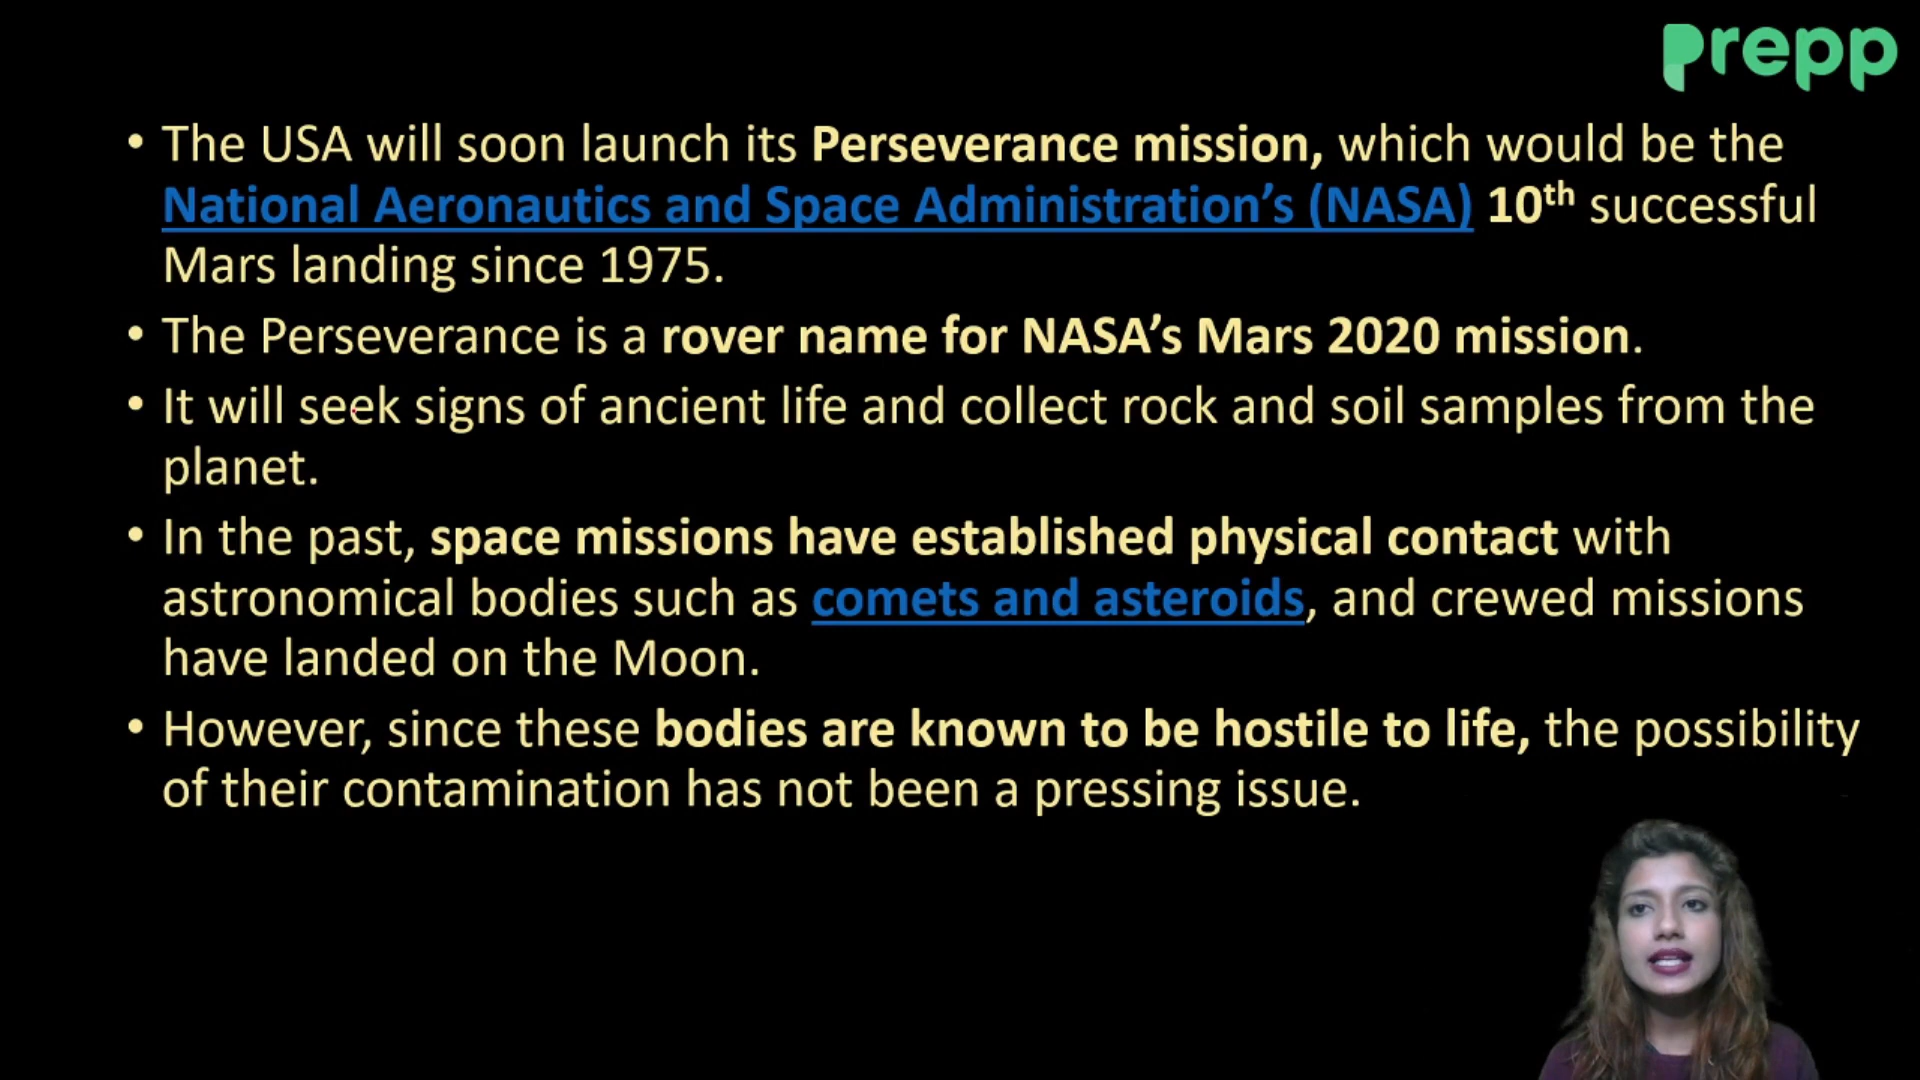 prepp
• The USA will soon launch its Perseverance mission, which would be the
National Aeronautics and Space Administration’s (NASA) 10th successful
Mars landing since 1975.
• The Perseverance is a rover name for NASA’s Mars 2020 mission.
• It will seek signs of ancient life and collect rock and soil samples from the
planet.
• In the past, space missions have established physical contact with
astronomical bodies such as comets and asteroids, and crewed missions
have landed on the Moon.
• However, since these bodies are known to be hostile to life, the possibility
of their contamination has not been a pressing issue.